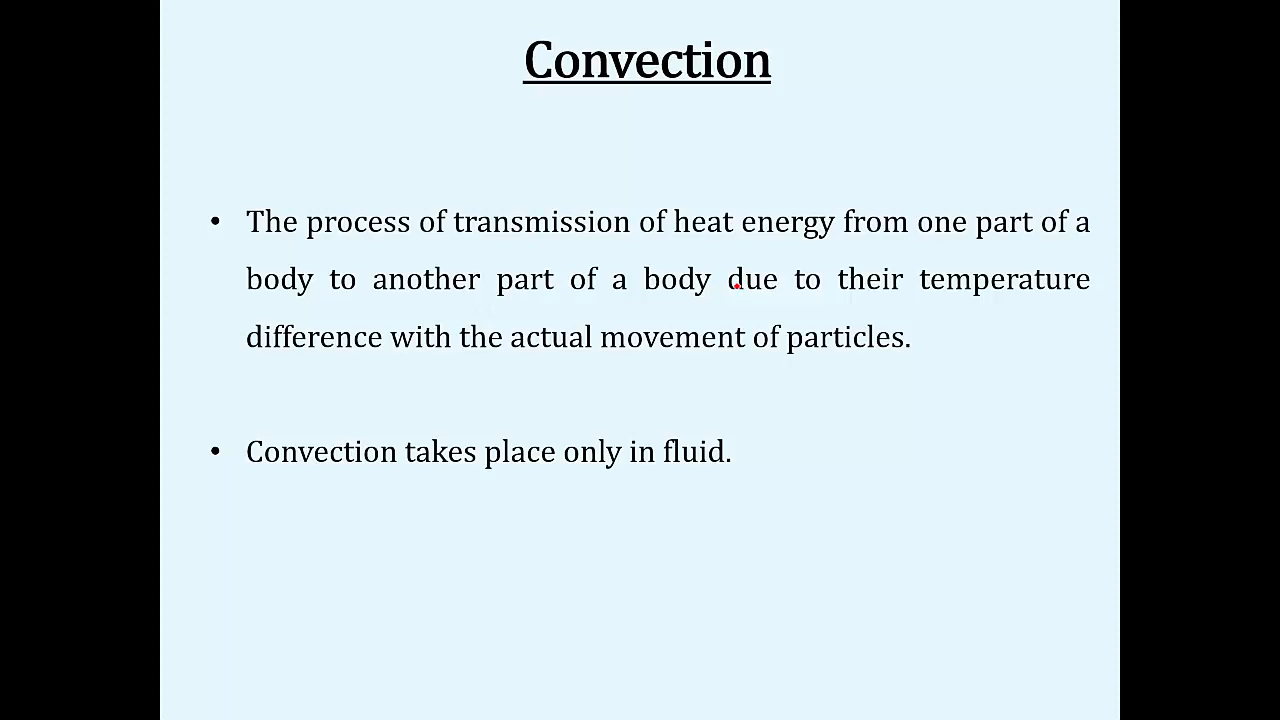 Convection
• The process of transmission of heat energy from one part of a
body to another part of a body due to their temperature
difference with the actual movement of particles.
• Convection takes place only in fluid.